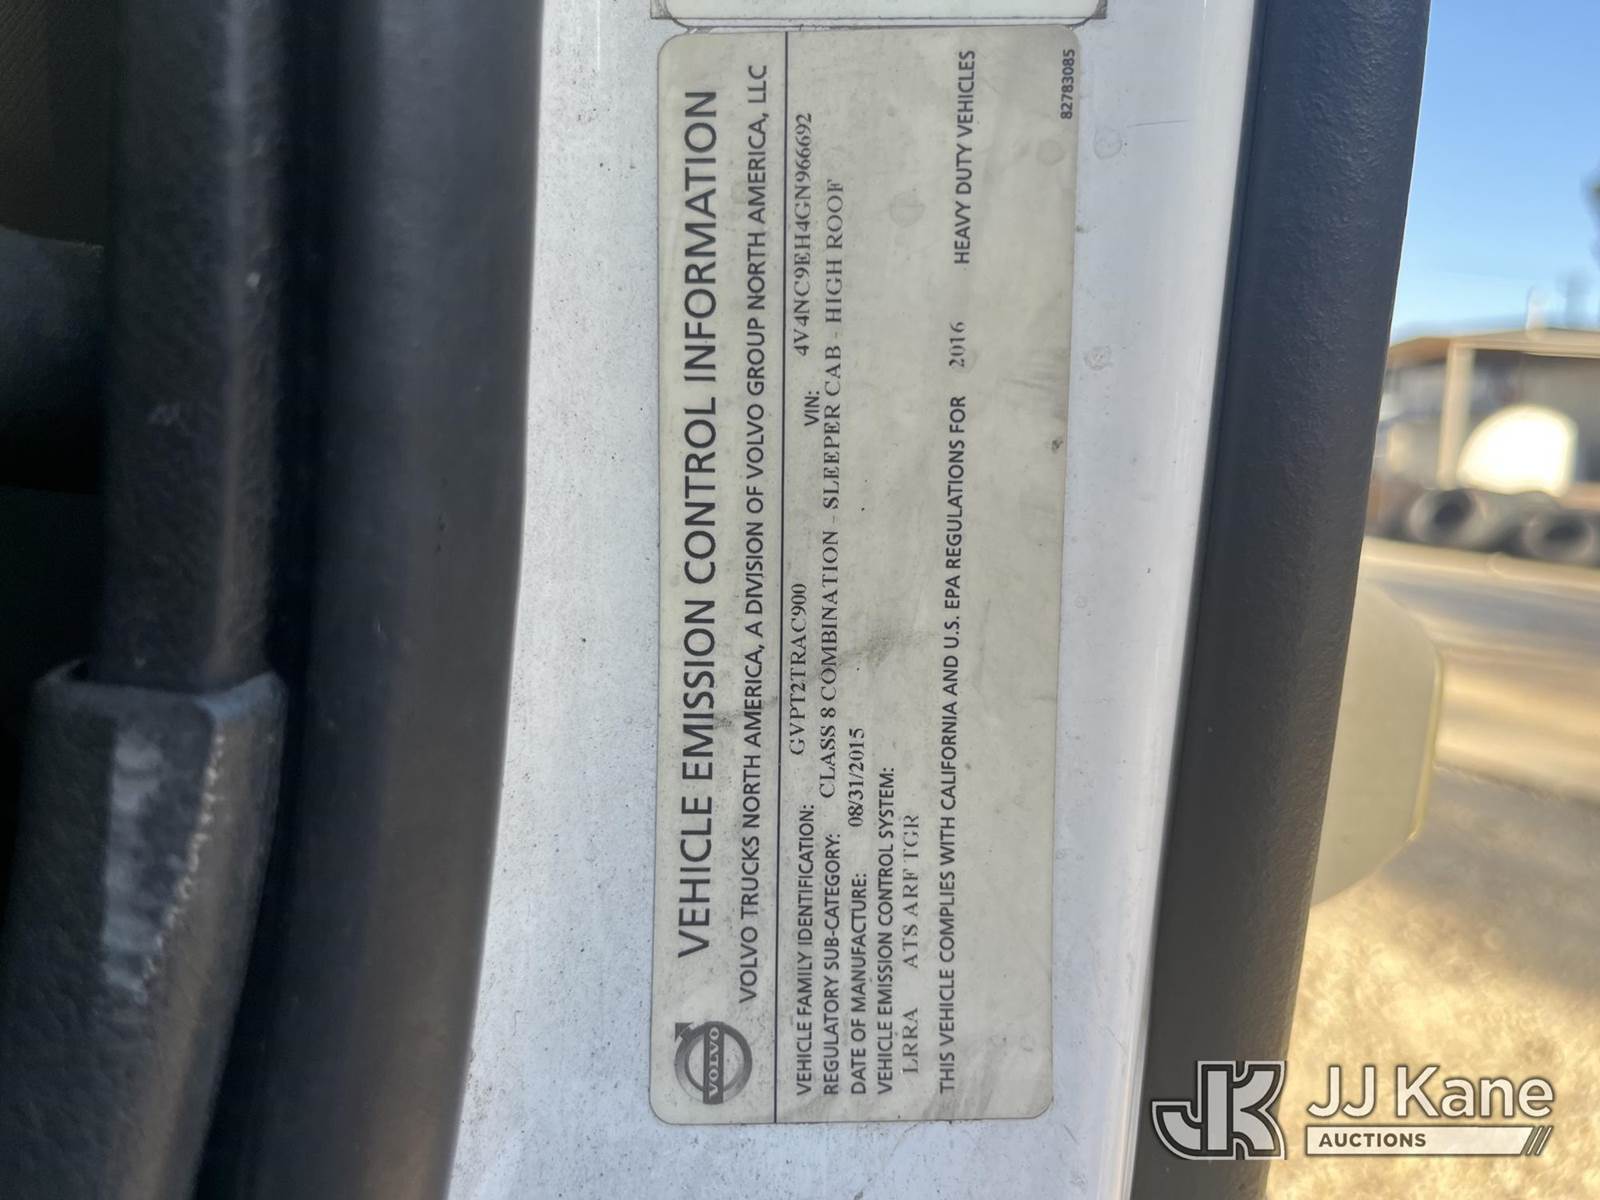 VEHICLE EMISSION CONTROL INFORMATION
VOLVO TRUCKS NORTH AMERICA, A DIVISION OF VOLVO GROUP NORTH AMERICA, LLC
VOLVO
VEHICLE FAMILY IDENTIFICATION: GVPT2TRAC900 VIN: 4V4NC9EH4GN966692
REGULATORY SUB-CATEGORY: CLASS 8 COMBINATION - SLEEPER CAB - HIGH ROOF
DATE OF MANUFACTURE: 08/31/2015
VEHICLE EMISSION CONTROL SYSTEM:
LRRA ATS ARF TGR
THIS VEHICLE COMPLIES WITH CALIFORNIA AND U.S. EPA REGULATIONS FOR 2016 HEAVY DUTY VEHICLES
82783085
JK JJ Kane
AUCTIONS